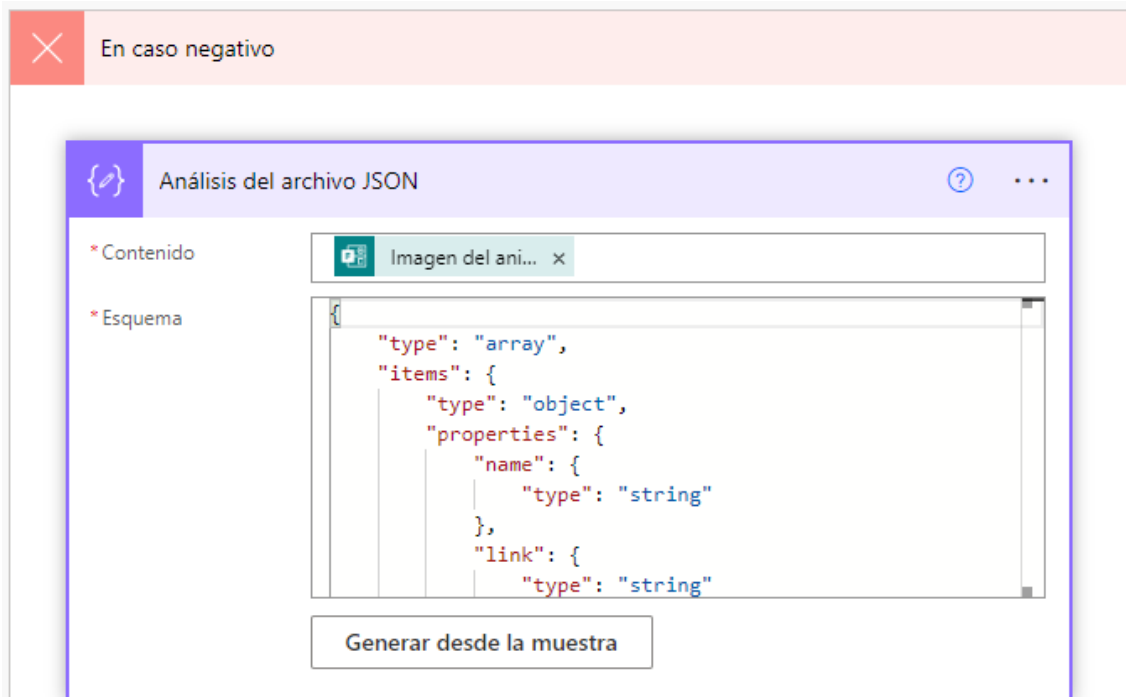 En caso negativo
Análisis del archivo JSON
* Contenido
Imagen del ani...
* Esquema
{
"type": "array",
"items": {
"type": "object",
"properties": {
"name": {
"type": "string"
},
"link": {
"type": "string"
Generar desde la muestra